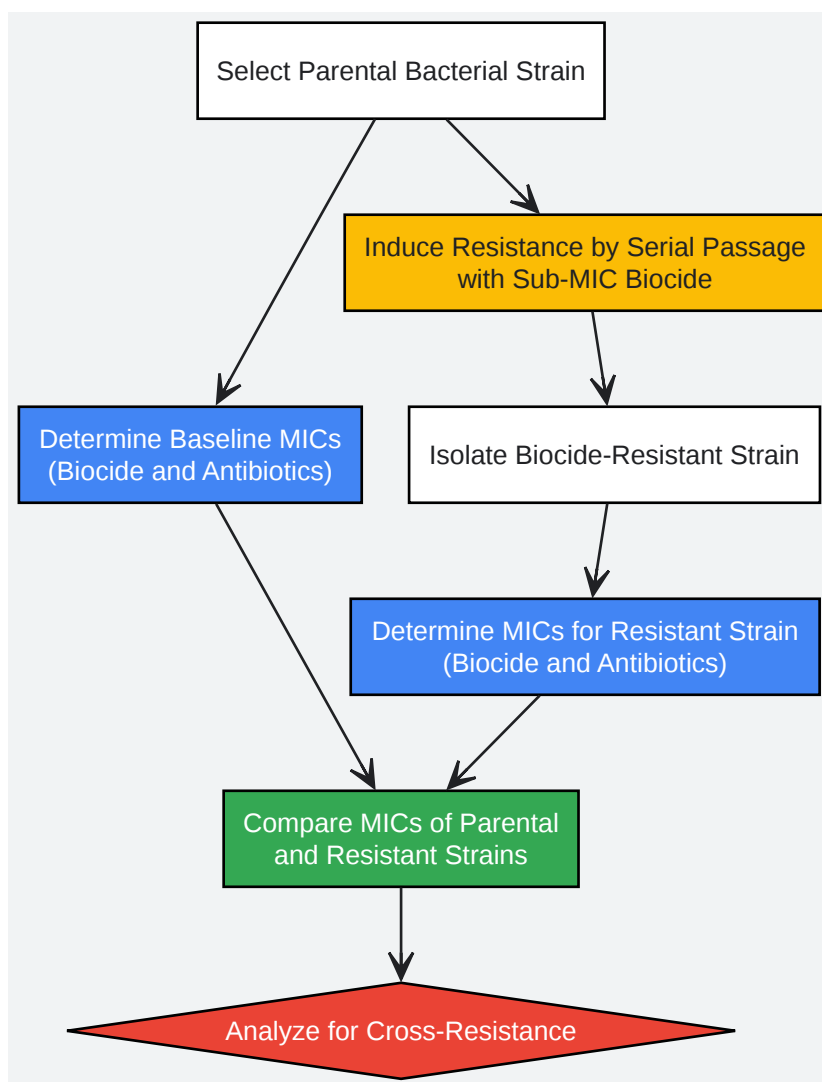 Select Parental Bacterial Strain
Induce Resistance by Serial Passage
with Sub-MIC Biocide
Determine Baseline MICs
(Biocide and Antibiotics)
Isolate Biocide-Resistant Strain
Determine MICs for Resistant Strain
(Biocide and Antibiotics)
Compare MICs of Parental
and Resistant Strains
Analyze for Cross-Resistance